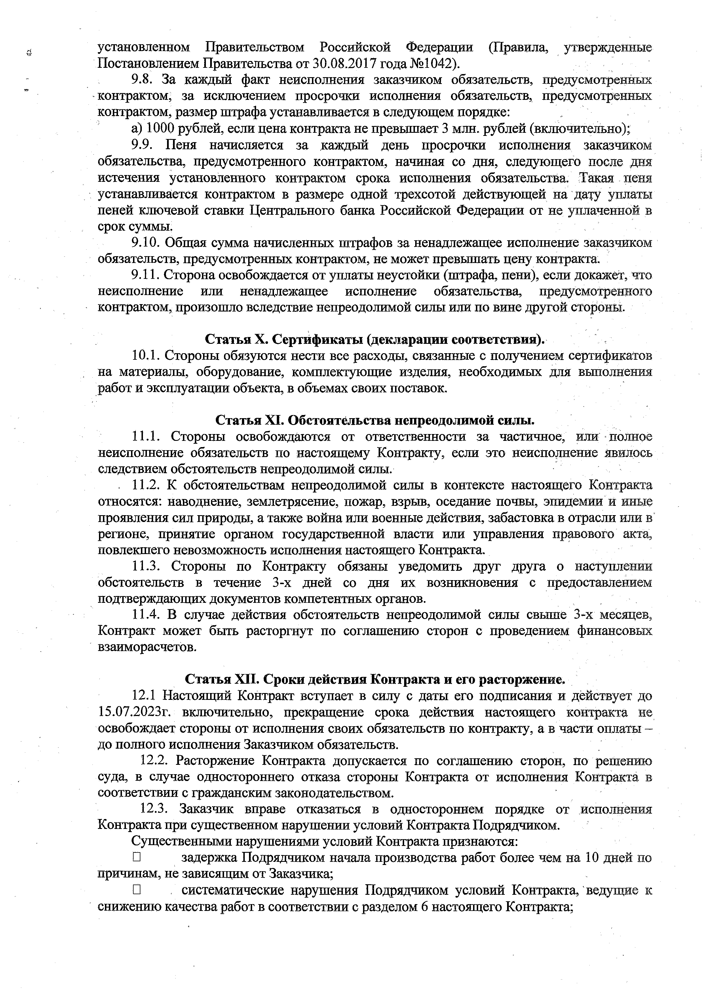 установленном Правительством Российской Федерации (Правила, утвержденные
Постановлением Правительства от 30.08.2017 года №1042).
9.8. За каждый факт неисполнения заказчиком обязательств, предусмотренных
контрактом, за исключением просрочки исполнения обязательств, предусмотренных
контрактом, размер штрафа устанавливается в следующем порядке:
а) 1000 рублей, если цена контракта не превышает 3 млн. рублей (включительно);
9.9. Пеня начисляется за каждый день просрочки исполнения заказчиком
обязательства, предусмотренного контрактом, начиная со дня, следующего после дня
истечения установленного контрактом срока исполнения обязательства. Такая пеня
устанавливается контрактом в размере одной трехсотой действующей на дату уплаты
пеней ключевой ставки Центрального банка Российской Федерации от не уплаченной в
срок суммы.
9.10. Общая сумма начисленных штрафов за ненадлежащее исполнение заказчиком
обязательств, предусмотренных контрактом, не может превышать цену контракта.
9.11. Сторона освобождается от уплаты неустойки (штрафа, пени), если докажет, что
неисполнение или ненадлежащее исполнение обязательства, предусмотренного
контрактом, произошло вследствие непреодолимой силы или по вине другой стороны.
Статья X. Сертификаты (декларации соответствия).
10.1. Стороны обязуются нести все расходы, связанные с получением сертификатов
на материалы, оборудование, комплектующие изделия, необходимых для выполнения
работ и эксплуатации объекта, в объемах своих поставок.
Статья XI. Обстоятельства непреодолимой силы.
11.1. Стороны освобождаются от ответственности за частичное, или полное
неисполнение обязательств по настоящему Контракту, если это неисполнение явилось
следствием обстоятельств непреодолимой силы.
11.2. К обстоятельствам непреодолимой силы в контексте настоящего Контракта
относятся: наводнение, землетрясение, пожар, взрыв, оседание почвы, эпидемии и иные
проявления сил природы, а также война или военные действия, забастовка в отрасли или в
регионе, принятие органом государственной власти или управления правового акта,
повлекшего невозможность исполнения настоящего Контракта.
11.3. Стороны по Контракту обязаны уведомить друг друга о наступлении
обстоятельств в течение 3-х дней со дня их возникновения с предоставлением
подтверждающих документов компетентных органов.
11.4. В случае действия обстоятельств непреодолимой силы свыше 3-х месяцев,
Контракт может быть расторгнут по соглашению сторон с проведением финансовых
взаиморасчетов.
Статья XII. Сроки действия Контракта и его расторжение.
12.1 Настоящий Контракт вступает в силу с даты его подписания и действует до
15.07.2023г. включительно, прекращение срока действия настоящего контракта не
освобождает стороны от исполнения своих обязательств по контракту, а в части оплаты –
до полного исполнения Заказчиком обязательств.
12.2. Расторжение Контракта допускается по соглашению сторон, по решению
суда, в случае одностороннего отказа стороны Контракта от исполнения Контракта в
соответствии с гражданским законодательством.
12.3. Заказчик вправе отказаться в одностороннем порядке от исполнения
Контракта при существенном нарушении условий Контракта Подрядчиком.
Существенными нарушениями условий Контракта признаются:
□ задержка Подрядчиком начала производства работ более чем на 10 дней по
причинам, не зависящим от Заказчика;
□ систематические нарушения Подрядчиком условий Контракта, ведущие к
снижению качества работ в соответствии с разделом 6 настоящего Контракта;